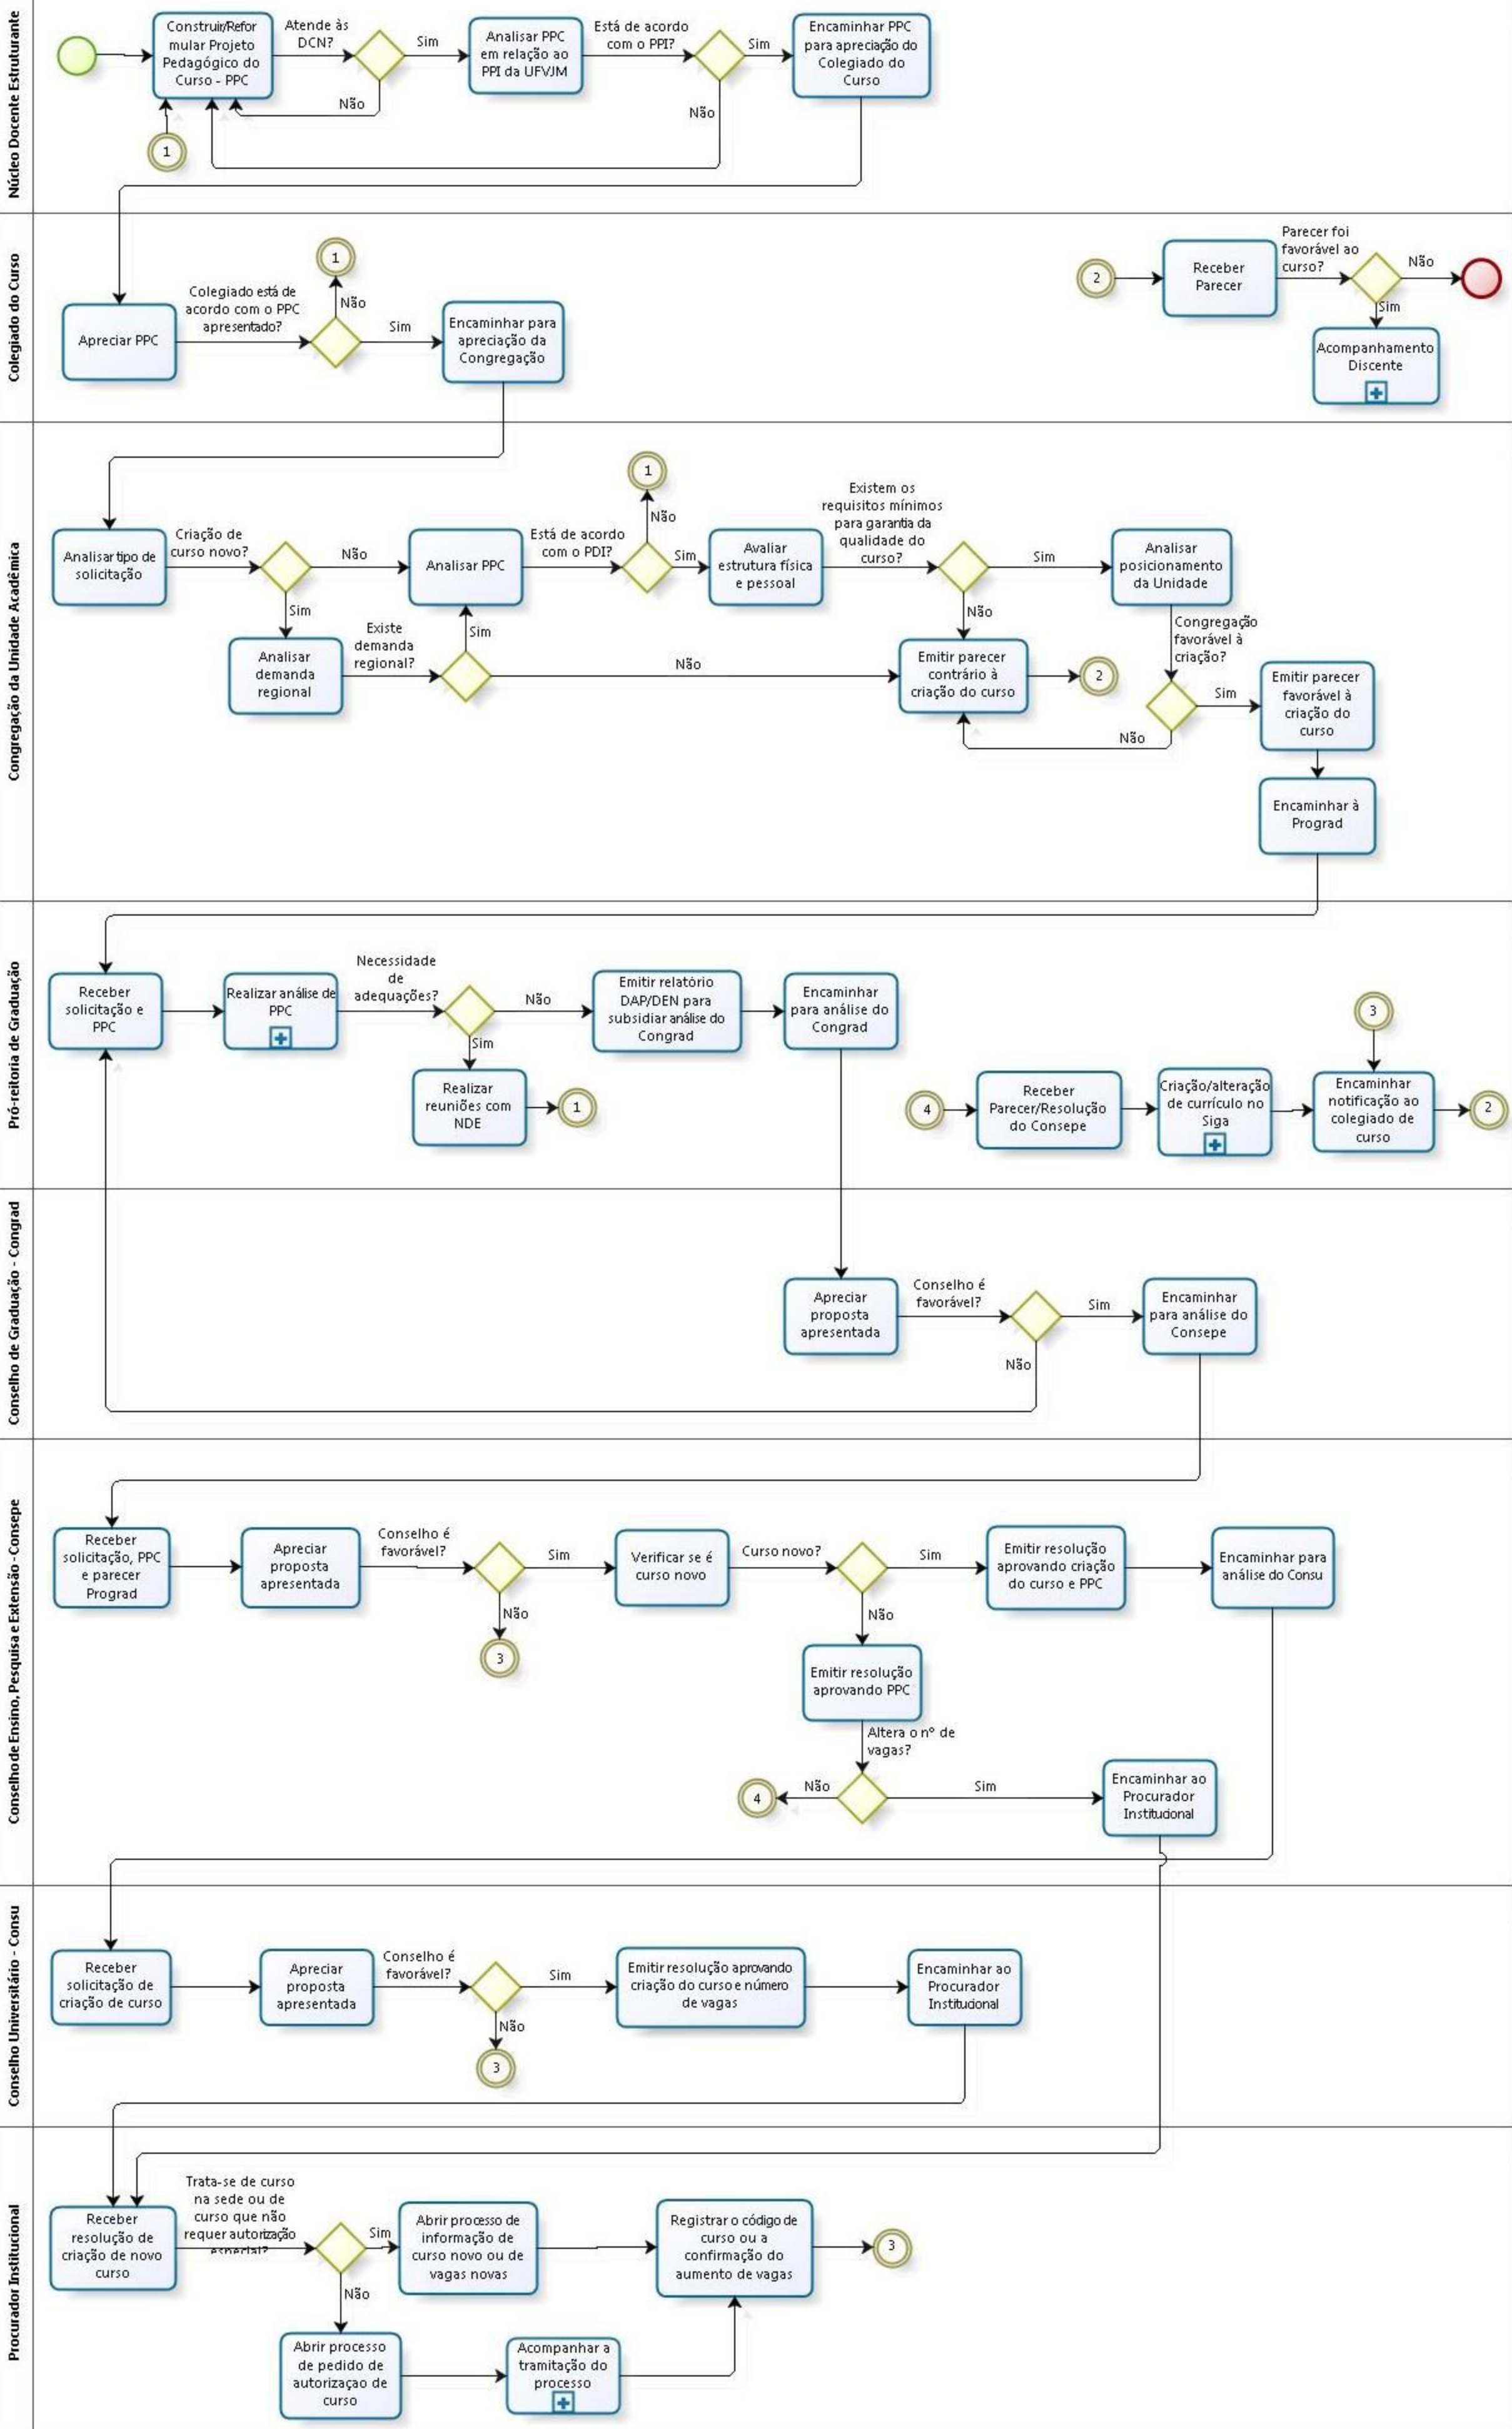 Núcleo Docente Estruturante
Construir/Refor
mular Projeto
Pedagógico do
Curso - PPC
Atende às
DCN?
Sim
Não
Analisar PPC
em relação ao
PPI da UFVJM
Está de acordo
com o PPI?
Sim
Não
Encaminhar PPC
para apreciação do
Colegiado do
Curso
1
Colegiado do Curso
Apreciar PPC
Colegiado está de
acordo com o PPC
apresentado?
1
Não
Sim
Encaminhar para
apreciação da
Congregação
2
Receber
Parecer
Parecer foi
favorável ao
curso?
Não
Sim
Acompanhamento
Discente
Congregação da Unidade Acadêmica
Analisar tipo de
solicitação
Criação de
curso novo?
Não
Sim
Analisar
demanda
regional
Existe
demanda
regional?
Sim
Não
Analisar PPC
Está de acordo
com o PDI?
1
Não
Sim
Avaliar
estrutura física
e pessoal
Existem os
requisitos mínimos
para garantia da
qualidade do
curso?
Sim
Não
Emitir parecer
contrário à
criação do curso
2
Analisar
posicionamento
da Unidade
Congregação
favorável à
criação?
Sim
Não
Emitir parecer
favorável à
criação do
curso
Encaminhar à
Prograd
Pró-reitoria de Graduação
Receber
solicitação e
PPC
Realizar análise de
PPC
Necessidade
de
adequações?
Não
Sim
Realizar
reuniões com
NDE
1
Emitir relatório
DAP/DEN para
subsidiar análise do
Congrad
Encaminhar
para análise do
Congrad
4
Receber
Parecer/Resolução
do Consepe
Criação/alteração
de currículo no
Siga
3
Encaminhar
notificação ao
colegiado de
curso
2
Conselho de Graduação - Congrad
Apreciar
proposta
apresentada
Conselho é
favorável?
Sim
Não
Encaminhar
para análise do
Consepe
Conselho de Ensino, Pesquisa e Extensão -Consepe
Receber
solicitação, PPC
e parecer
Prograd
Apreciar
proposta
apresentada
Conselho é
favorável?
Sim
Não
3
Verificar se é
curso novo
Curso novo?
Sim
Não
Emitir resolução
aprovando criação
do curso e PPC
Encaminhar para
análise do Consu
Emitir resolução
aprovando PPC
Altera o nº de
vagas?
Não
4
Sim
Encaminhar ao
Procurador
Institucional
Conselho Universitário - Consu
Receber
solicitação de
criação de curso
Apreciar
proposta
apresentada
Conselho é
favorável?
Sim
Não
3
Emitir resolução aprovando
criação do curso e número
de vagas
Encaminhar ao
Procurador
Institucional
Procurador Institucional
Receber
resolução de
criação de novo
curso
Trata-se de curso
na sede ou de
curso que não
requer autorização
especial?
Sim
Não
Abrir processo de
informação de
curso novo ou de
vagas novas
Registrar o código de
curso ou a
confirmação do
aumento de vagas
3
Abrir processo
de pedido de
autorizaçao de
curso
Acompanhar a
tramitação do
processo